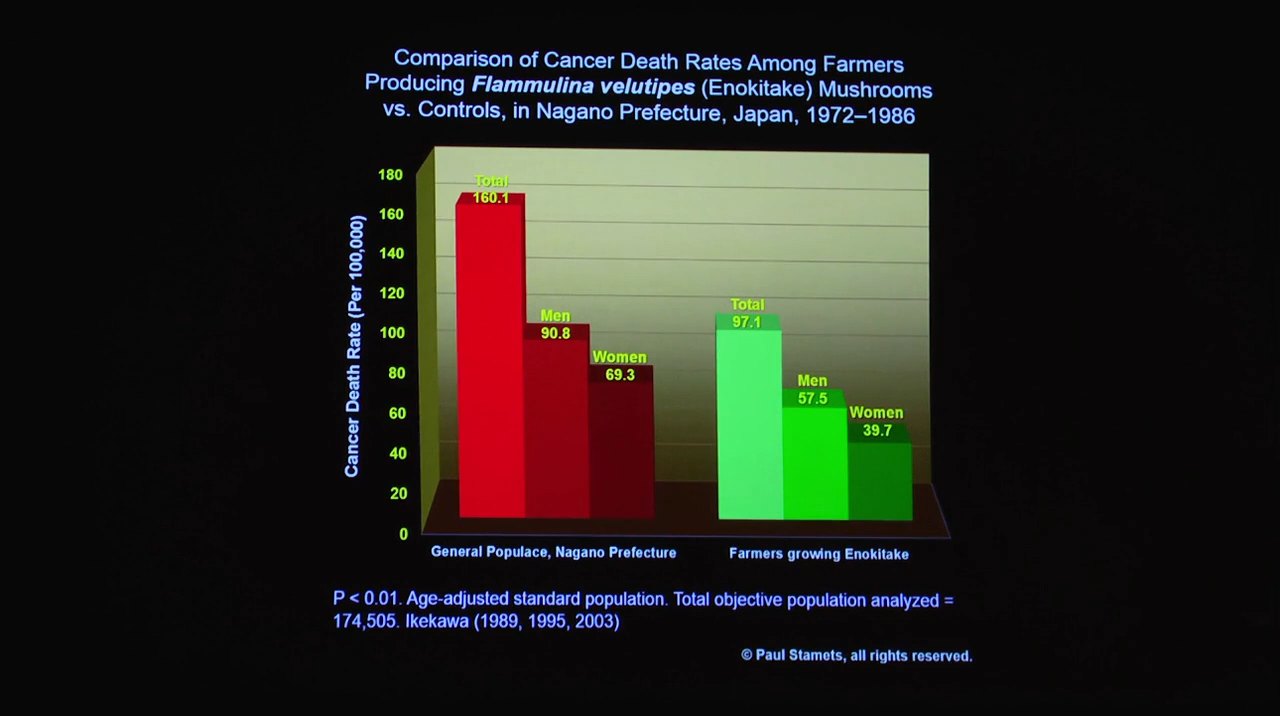 Comparison of Cancer Death Rates Among Farmers
Producing Flammulina velutipes (Enokitake) Mushrooms
vs. Controls, in Nagano Prefecture, Japan, 1972–1986
Cancer Death Rate (Per 100,000)
180
160
140
120
100
80
60
40
20
0
Total
160.1
Men
90.8
Women
69.3
Total
97.1
Men
57.5
Women
39.7
General Populace, Nagano Prefecture
Farmers growing Enokitake
P < 0.01. Age-adjusted standard population. Total objective population analyzed =
174,505. Ikekawa (1989, 1995, 2003)
© Paul Stamets, all rights reserved.